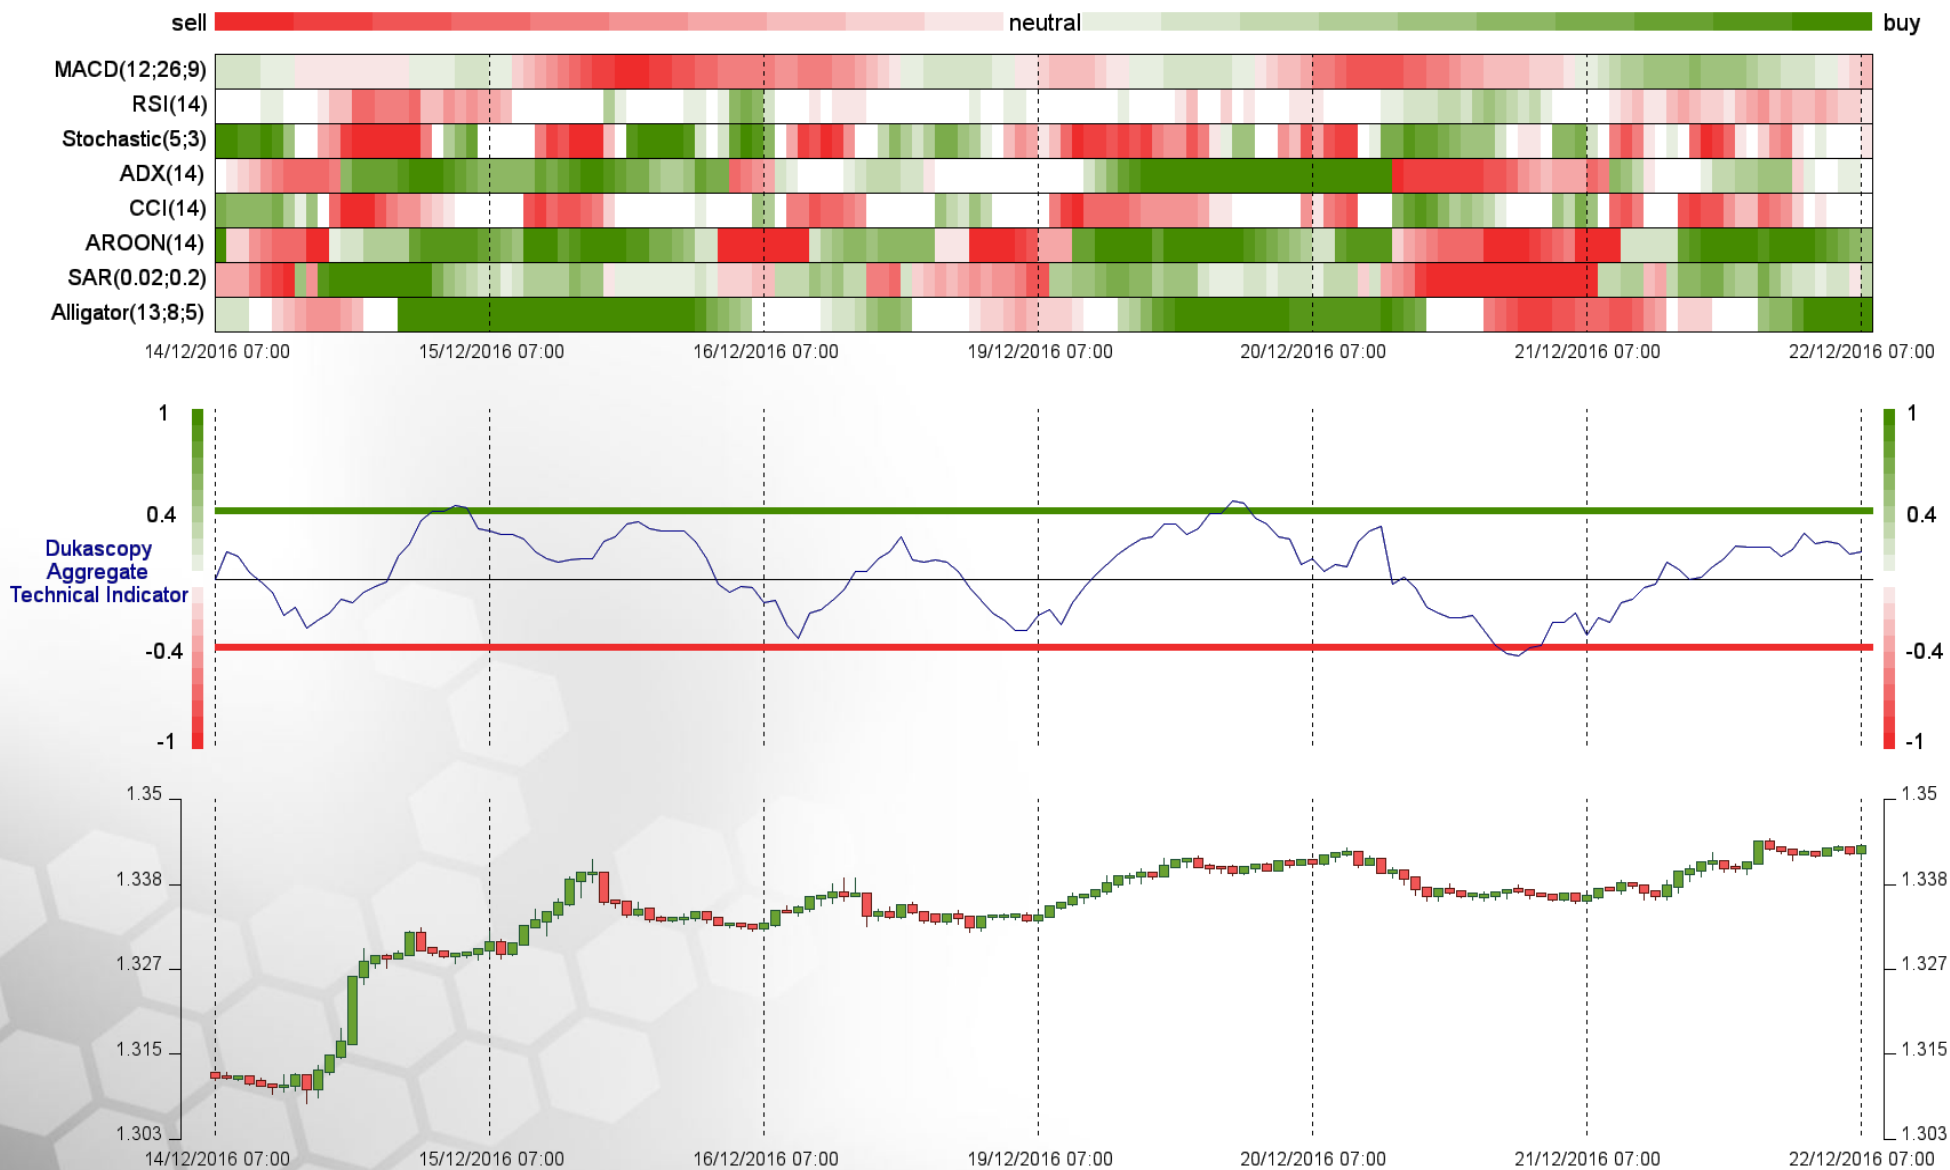 sell neutral buy
MACD(12;26;9)
RSI(14)
Stochastic(5;3)
ADX(14)
CCI(14)
AROON(14)
SAR(0.02;0.2)
Alligator(13;8;5)
14/12/2016 07:00 15/12/2016 07:00 16/12/2016 07:00 19/12/2016 07:00 20/12/2016 07:00 21/12/2016 07:00 22/12/2016 07:00
1 1
0.4 0.4
Dukascopy
Aggregate
Technical Indicator
-0.4 -0.4
-1 -1
1.35 1.35
1.338 1.338
1.327 1.327
1.315 1.315
1.303 1.303
14/12/2016 07:00 15/12/2016 07:00 16/12/2016 07:00 19/12/2016 07:00 20/12/2016 07:00 21/12/2016 07:00 22/12/2016 07:00